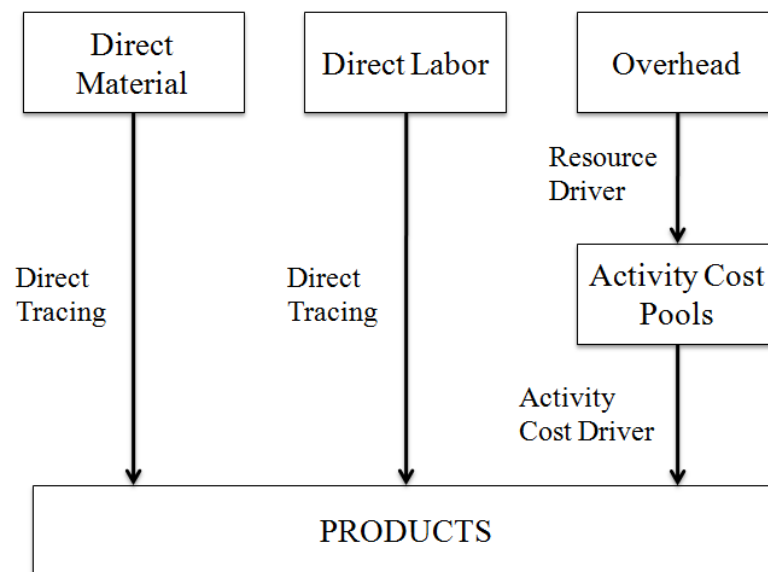 Direct
Material
Direct Labor
Overhead
Resource
Driver
Direct
Tracing
Direct
Tracing
Activity Cost
Pools
Activity
Cost Driver
PRODUCTS